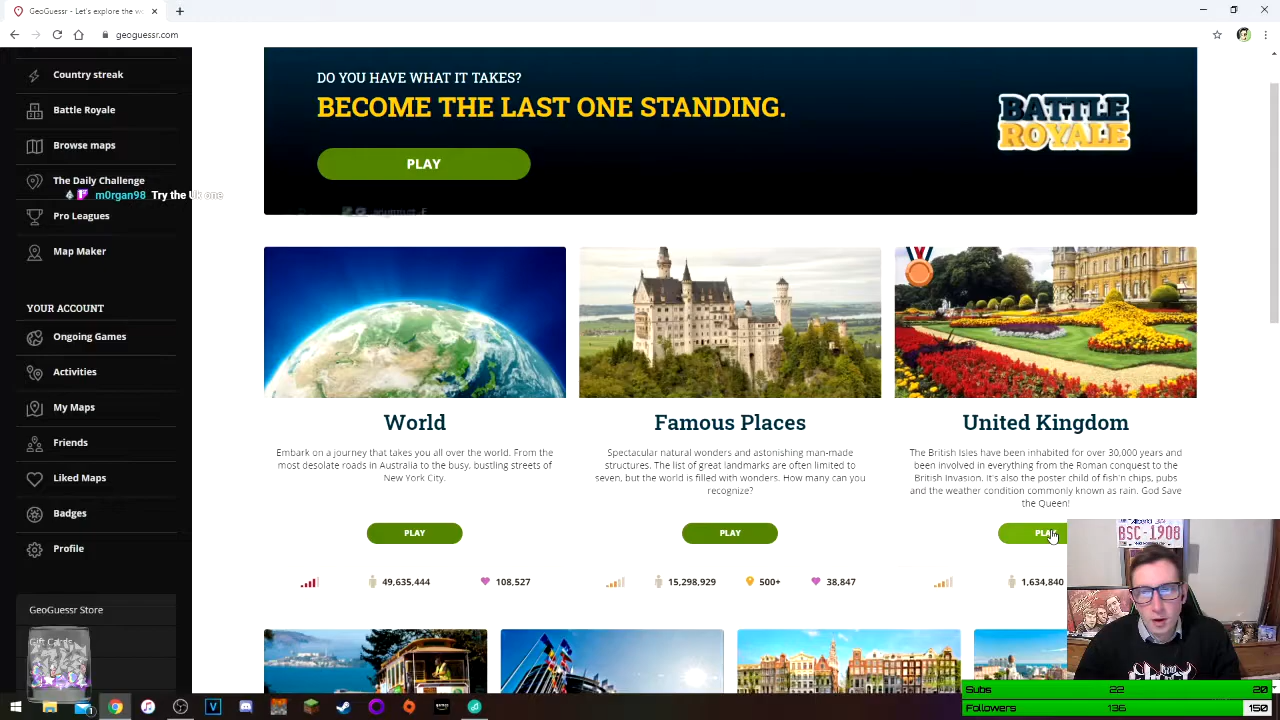 GeoGuessr - Let's explore the w
geoguessr.com
Country streak
Battle Royale
Browse maps
The Daily Challenge
m0rgan98 Try the Uk one
Pro Leagues
Map Maker
YOUR ACCOUNT
Ongoing Games
Activities
My Maps
Friends
Liked Maps
Badges
Profile
GeoGuessr Store
Gift Cards
DO YOU HAVE WHAT IT TAKES?
BECOME THE LAST ONE STANDING.
PLAY
BATTLE
ROYALE
World
Embark on a journey that takes you all over the world. From the
most desolate roads in Australia to the busy, bustling streets of
New York City.
PLAY
49,635,444
108,527
Famous Places
Spectacular natural wonders and astonishing man-made
structures. The list of great landmarks are often limited to
seven, but the world is filled with wonders. How many can you
recognize?
PLAY
15,298,929
500+
38,847
United Kingdom
The British Isles have been inhabited for over 30,000 years and
been involved in everything from the Roman conquest to the
British Invasion. It's also the poster child of fish'n chips, pubs
and the weather condition commonly known as rain. God Save
the Queen!
PLAY
1,634,840
BSC 1908
Subs 22 20
Followers 136 150